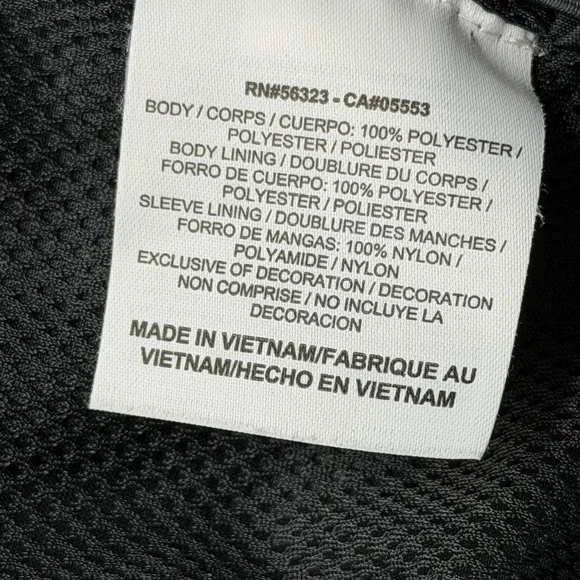 RN#56323 - CA#05553
BODY / CORPS / CUERPO: 100% POLYESTER /
POLYESTER / POLIESTER
BODY LINING / DOUBLURE DU CORPS /
FORRO DE CUERPO: 100% POLYESTER /
POLYESTER / POLIESTER
SLEEVE LINING / DOUBLURE DES MANCHES /
FORRO DE MANGAS: 100% NYLON /
POLYAMIDE / NYLON
EXCLUSIVE OF DECORATION / DECORATION
NON COMPRISE / NO INCLUYE LA
DECORACION
MADE IN VIETNAM/FABRIQUE AU
VIETNAM/HECHO EN VIETNAM